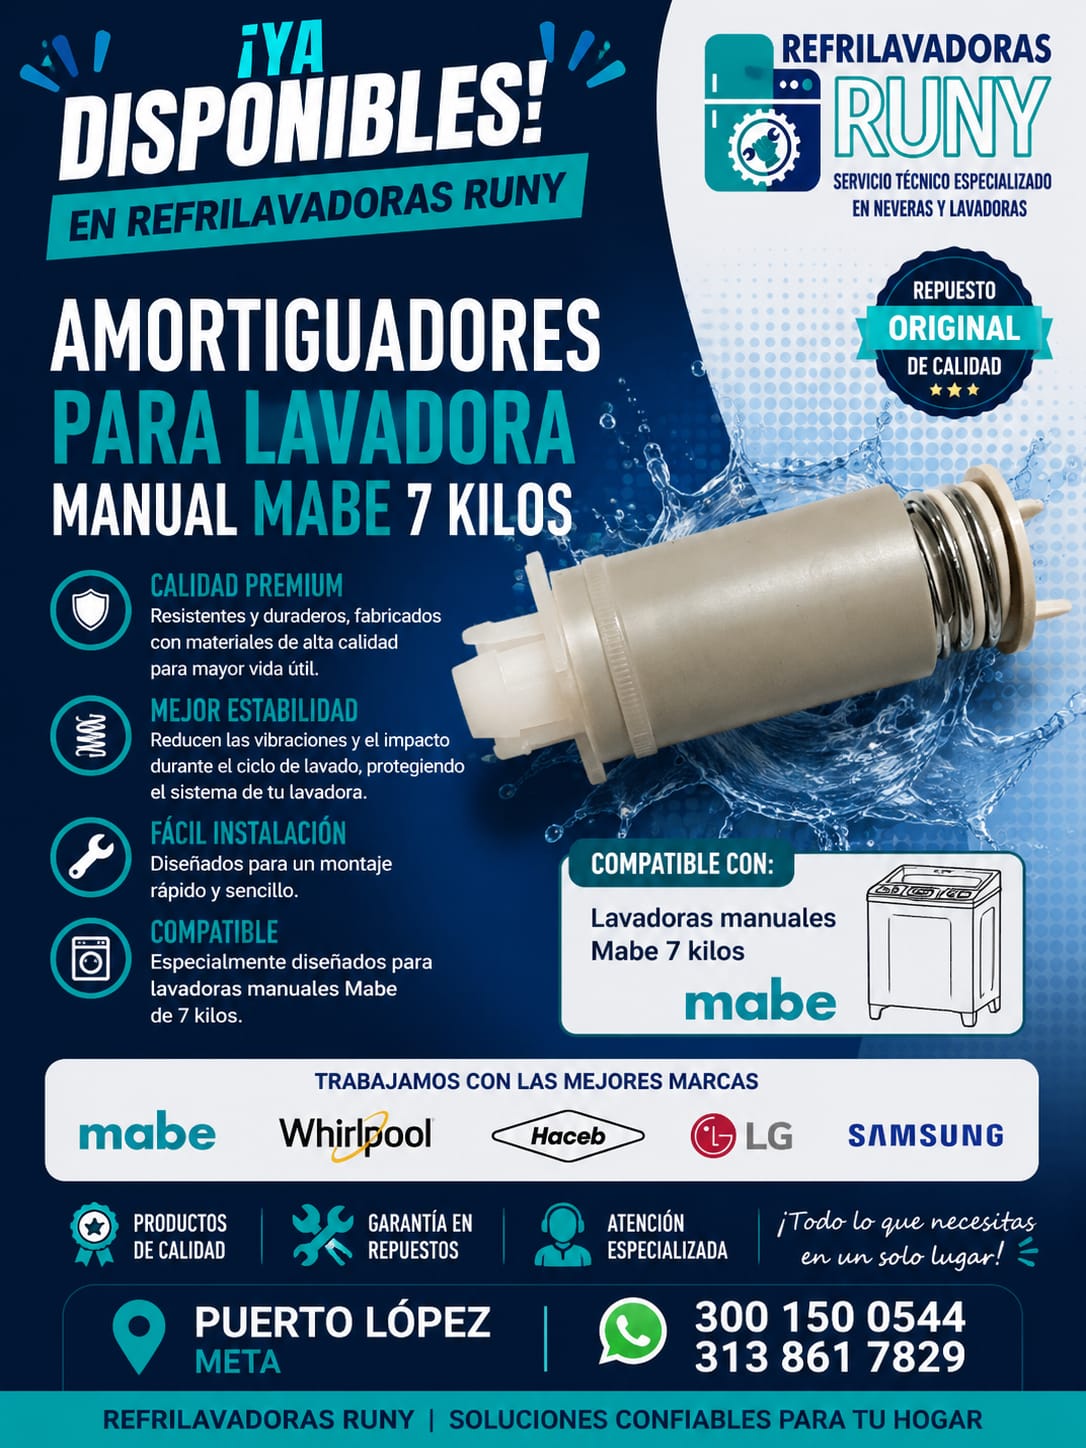 ¡YA
DISPONIBLES!
EN REFRILAVADORAS RUNY
REFRILAVADORAS
RUNY
SERVICIO TÉCNICO ESPECIALIZADO
EN NEVERAS Y LAVADORAS
REPUESTO
ORIGINAL
DE CALIDAD
AMORTIGUADORES
PARA LAVADORA
MANUAL MABE 7 KILOS
CALIDAD PREMIUM
Resistentes y duraderos, fabricados
con materiales de alta calidad
para mayor vida útil.
MEJOR ESTABILIDAD
Reducen las vibraciones y el impacto
durante el ciclo de lavado, protegiendo
el sistema de tu lavadora.
FÁCIL INSTALACIÓN
Diseñados para un montaje
rápido y sencillo.
COMPATIBLE
Especialmente diseñados para
lavadoras manuales Mabe
de 7 kilos.
COMPATIBLE CON:
Lavadoras manuales
Mabe 7 kilos
mabe
TRABAJAMOS CON LAS MEJORES MARCAS
mabe Whirlpool Haceb LG SAMSUNG
PRODUCTOS
DE CALIDAD
GARANTÍA EN
REPUESTOS
ATENCIÓN
ESPECIALIZADA
¡Todo lo que necesitas
en un solo lugar!
PUERTO LÓPEZ
META
300 150 0544
313 861 7829
REFRILAVADORAS RUNY | SOLUCIONES CONFIABLES PARA TU HOGAR